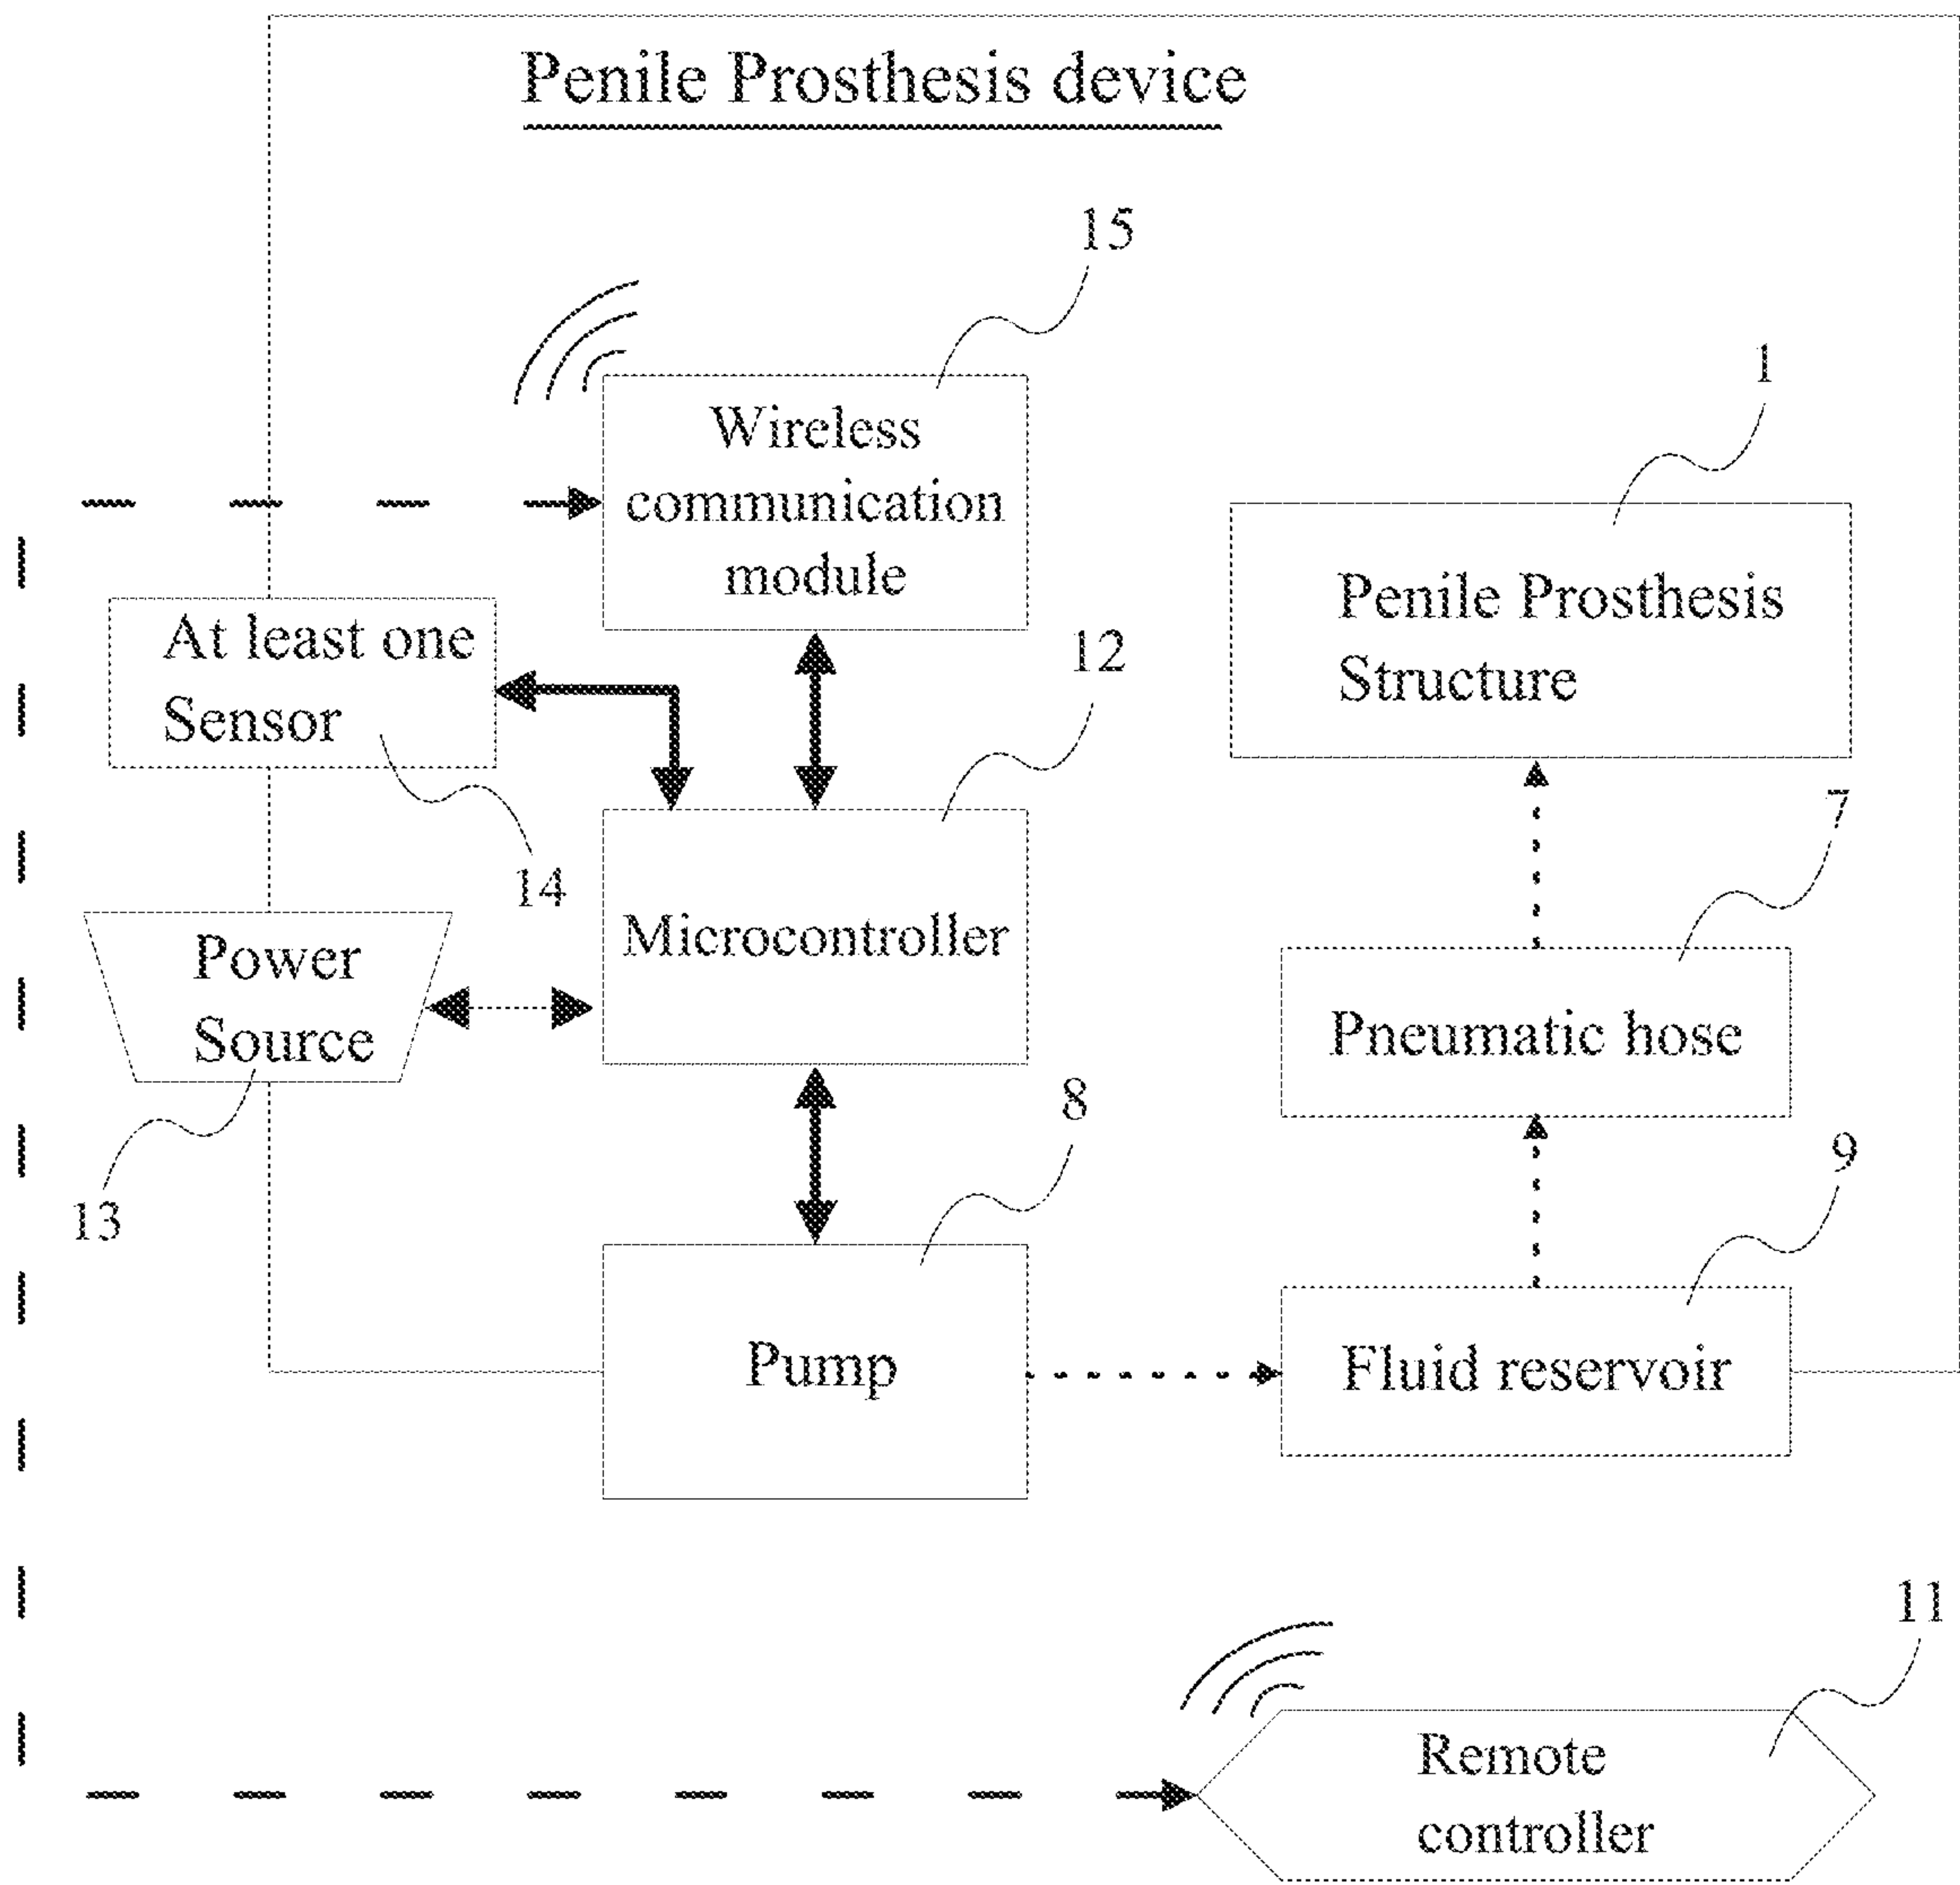 Penile Prosthesis device
15
1
Wireless
communication
module
At least one
Sensor
12
Penile Prosthesis
Structure
7
14
Power
Source
Microcontroller
Pneumatic hose
8
9
13
Pump
Fluid reservoir
11
Remote
controller